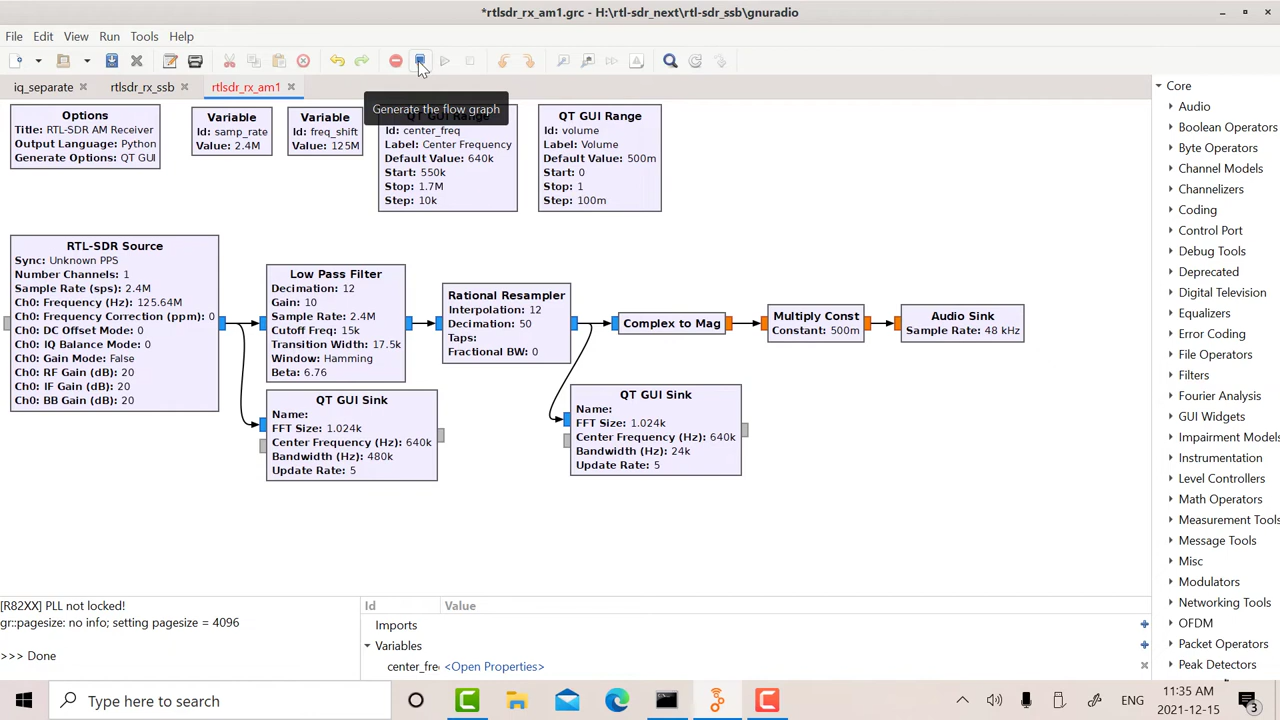 *rtlsdr_rx_am1.grc - H:\rtl-sdr_next\rtl-sdr_ssb\gnuradio
File Edit View Run Tools Help
iq_separate rtlsdr_rx_ssb rtlsdr_rx_am1
Generate the flow graph
Options
Title: RTL-SDR AM Receiver
Output Language: Python
Generate Options: QT GUI
Variable
Id: samp_rate
Value: 2.4M
Variable
Id: freq_shift
Value: 125M
QT GUI Range
Id: center_freq
Label: Center Frequency
Default Value: 640k
Start: 550k
Stop: 1.7M
Step: 10k
QT GUI Range
Id: volume
Label: Volume
Default Value: 500m
Start: 0
Stop: 1
Step: 100m
RTL-SDR Source
Sync: Unknown PPS
Number Channels: 1
Sample Rate (sps): 2.4M
Ch0: Frequency (Hz): 125.64M
Ch0: Frequency Correction (ppm): 0
Ch0: DC Offset Mode: 0
Ch0: IQ Balance Mode: 0
Ch0: Gain Mode: False
Ch0: RF Gain (dB): 20
Ch0: IF Gain (dB): 20
Ch0: BB Gain (dB): 20
Low Pass Filter
Decimation: 12
Gain: 10
Sample Rate: 2.4M
Cutoff Freq: 15k
Transition Width: 17.5k
Window: Hamming
Beta: 6.76
QT GUI Sink
Name:
FFT Size: 1.024k
Center Frequency (Hz): 640k
Bandwidth (Hz): 480k
Update Rate: 5
Rational Resampler
Interpolation: 12
Decimation: 50
Taps:
Fractional BW: 0
Complex to Mag
QT GUI Sink
Name:
FFT Size: 1.024k
Center Frequency (Hz): 640k
Bandwidth (Hz): 24k
Update Rate: 5
Multiply Const
Constant: 500m
Audio Sink
Sample Rate: 48 kHz
Core
Audio
Boolean Operators
Byte Operators
Channel Models
Channelizers
Coding
Control Port
Debug Tools
Deprecated
Digital Television
Equalizers
Error Coding
File Operators
Filters
Fourier Analysis
GUI Widgets
Impairment Models
Instrumentation
Level Controllers
Math Operators
Measurement Tools
Message Tools
Misc
Modulators
Networking Tools
OFDM
Packet Operators
Peak Detectors
[R82XX] PLL not locked!
gr::pagesize: no info; setting pagesize = 4096
>>> Done
Id Value
Imports
Variables
center_fre <Open Properties>
Type here to search
ENG
11:35 AM
2021-12-15
3